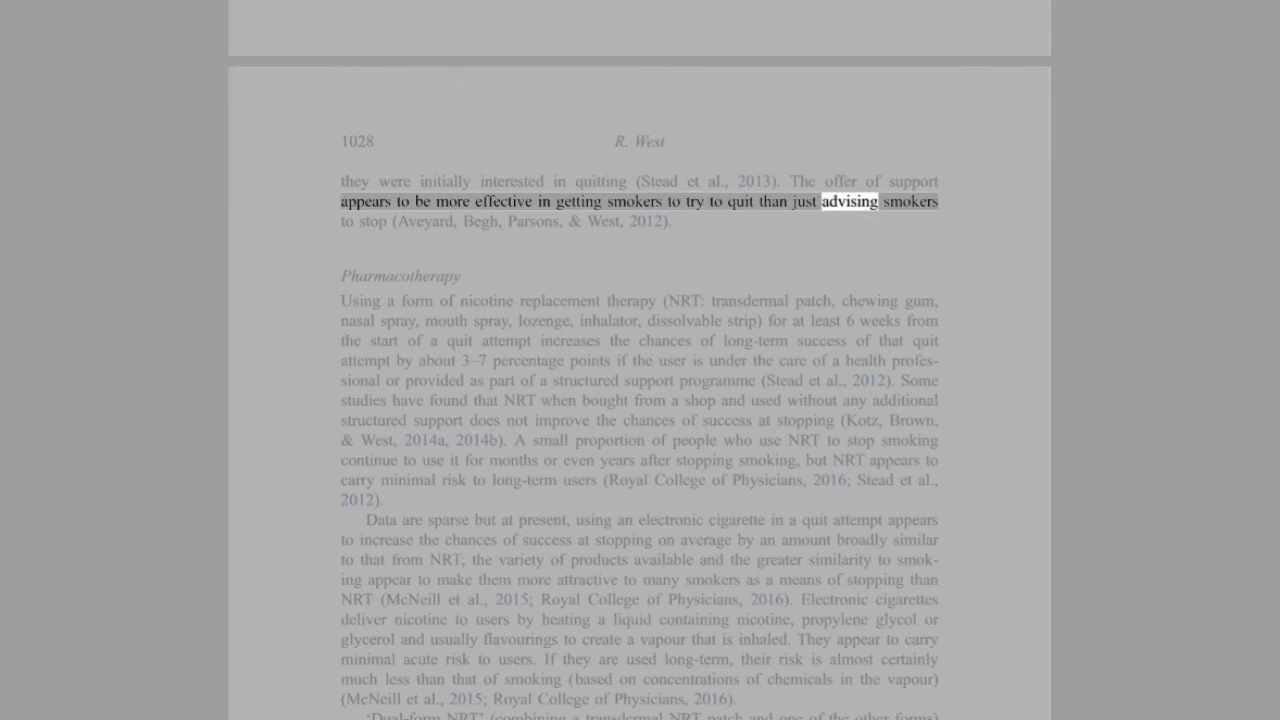 1028
R. West
they were initially interested in quitting (Stead et al., 2013). The offer of support
appears to be more effective in getting smokers to try to quit than just advising smokers
to stop (Aveyard, Begh, Parsons, & West, 2012).
Pharmacotherapy
Using a form of nicotine replacement therapy (NRT: transdermal patch, chewing gum,
nasal spray, mouth spray, lozenge, inhalator, dissolvable strip) for at least 6 weeks from
the start of a quit attempt increases the chances of long-term success of that quit
attempt by about 3–7 percentage points if the user is under the care of a health profes-
sional or provided as part of a structured support programme (Stead et al., 2012). Some
studies have found that NRT when bought from a shop and used without any additional
structured support does not improve the chances of success at stopping (Kotz, Brown,
& West, 2014a, 2014b). A small proportion of people who use NRT to stop smoking
continue to use it for months or even years after stopping smoking, but NRT appears to
carry minimal risk to long-term users (Royal College of Physicians, 2016; Stead et al.,
2012).
Data are sparse but at present, using an electronic cigarette in a quit attempt appears
to increase the chances of success at stopping on average by an amount broadly similar
to that from NRT; the variety of products available and the greater similarity to smok-
ing appear to make them more attractive to many smokers as a means of stopping than
NRT (McNeill et al., 2015; Royal College of Physicians, 2016). Electronic cigarettes
deliver nicotine to users by heating a liquid containing nicotine, propylene glycol or
glycerol and usually flavourings to create a vapour that is inhaled. They appear to carry
minimal acute risk to users. If they are used long-term, their risk is almost certainly
much less than that of smoking (based on concentrations of chemicals in the vapour)
(McNeill et al., 2015; Royal College of Physicians, 2016).
'Dual-form NRT' (combining a transdermal NRT patch and one of the other forms)